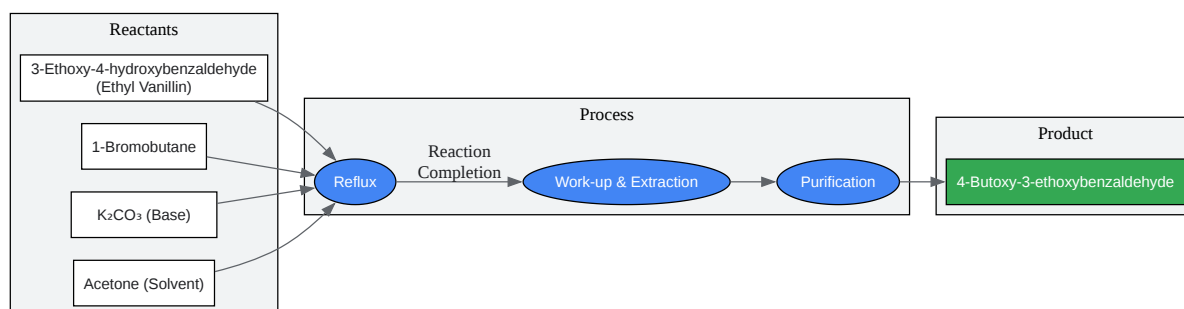 Reactants
3-Ethoxy-4-hydroxybenzaldehyde
(Ethyl Vanillin)
1-Bromobutane
K₂CO₃ (Base)
Acetone (Solvent)
Process
Reflux
Reaction
Completion
Work-up & Extraction
Purification
Product
4-Butoxy-3-ethoxybenzaldehyde